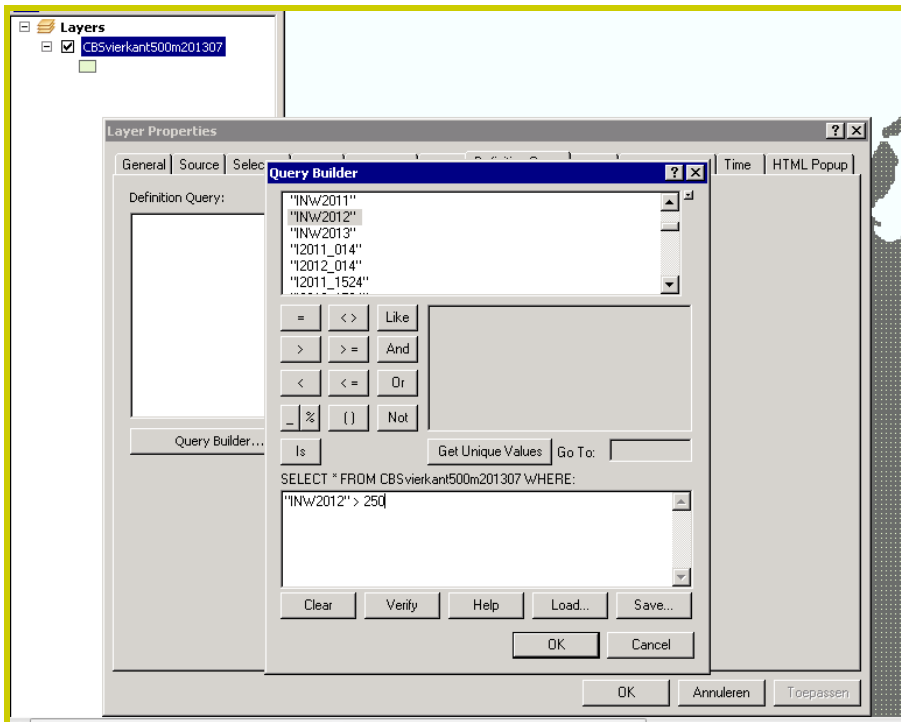 Layers
CBSvierkant500m201307
Layer Properties
General Source Selec Time HTML Popup
Definition Query:
Query Builder...
Query Builder
"INW2011"
"INW2012"
"INW2013"
"I2011_014"
"I2012_014"
"I2011_1524"
= < > Like
> > = And
< < = Or
_ % ( ) Not
Is Get Unique Values Go To:
SELECT * FROM CBSvierkant500m201307 WHERE:
"INW2012" > 250
Clear Verify Help Load... Save...
OK Cancel
OK Annuleren Toepassen